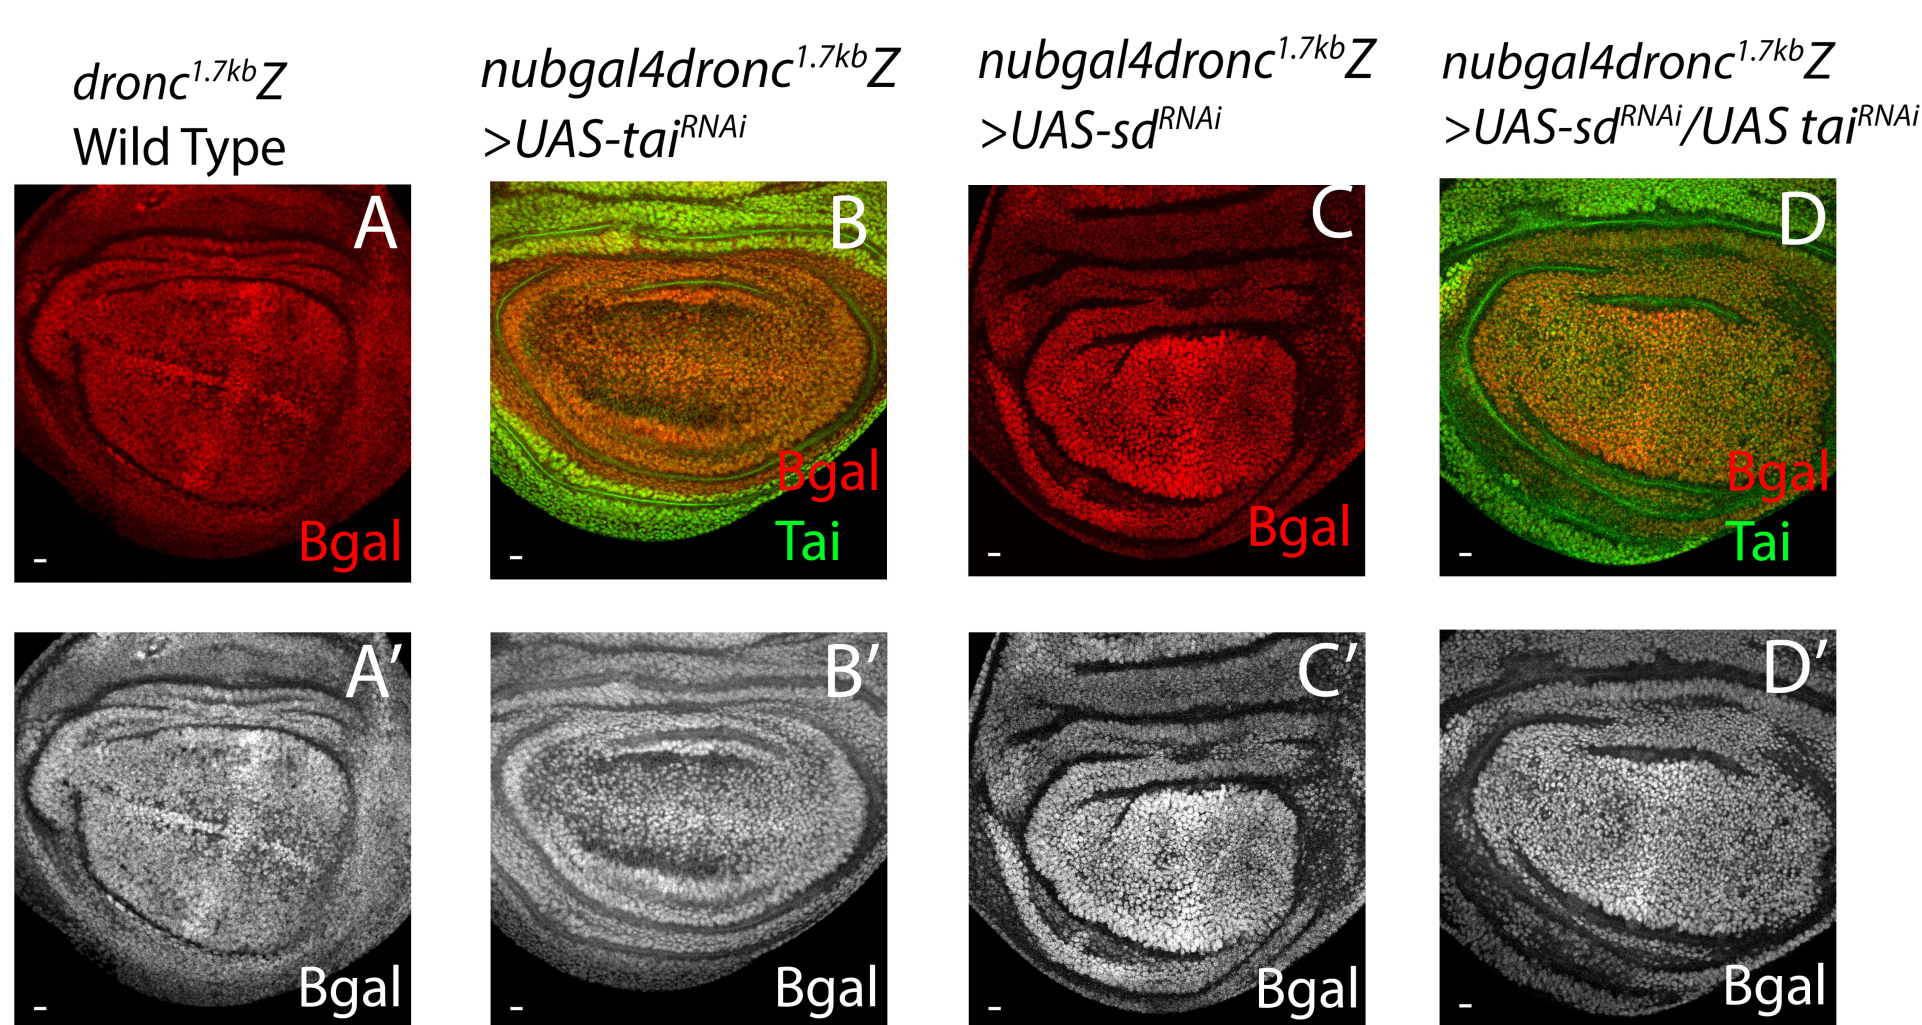 dronc1.7kbZ
Wild Type
nubgal4dronc1.7kbZ
>UAS-taiRNAi
nubgal4dronc1.7kbZ
>UAS-sdRNAi
nubgal4dronc1.7kbZ
>UAS-sdRNAi/UAS taiRNAi
A
Bgal
B
Bgal
Tai
C
Bgal
D
Bgal
Tai
A′
Bgal
B′
Bgal
C′
Bgal
D′
Bgal